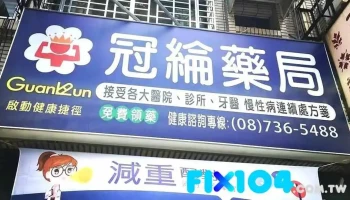 冠綸藥局
GuanLun
啟動健康捷徑
接受各大醫院、診所、牙醫 慢性病連續處方箋
免費領藥 健康諮詢專線:(08)736-5488
減重
FIX104
.COM.TW